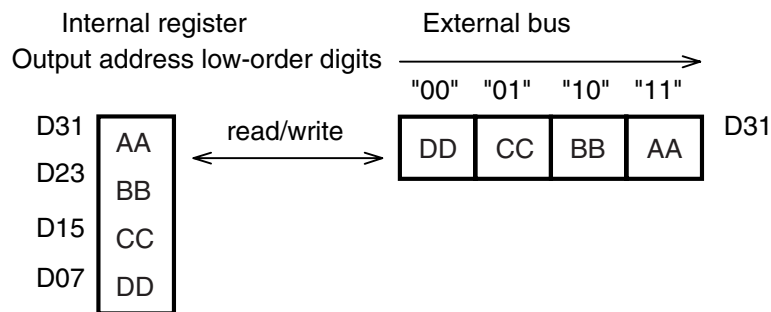 Internal register External bus
Output address low-order digits
"00" "01" "10" "11"
D31 AA read/write DD CC BB AA D31
D23 BB
D15 CC
D07 DD